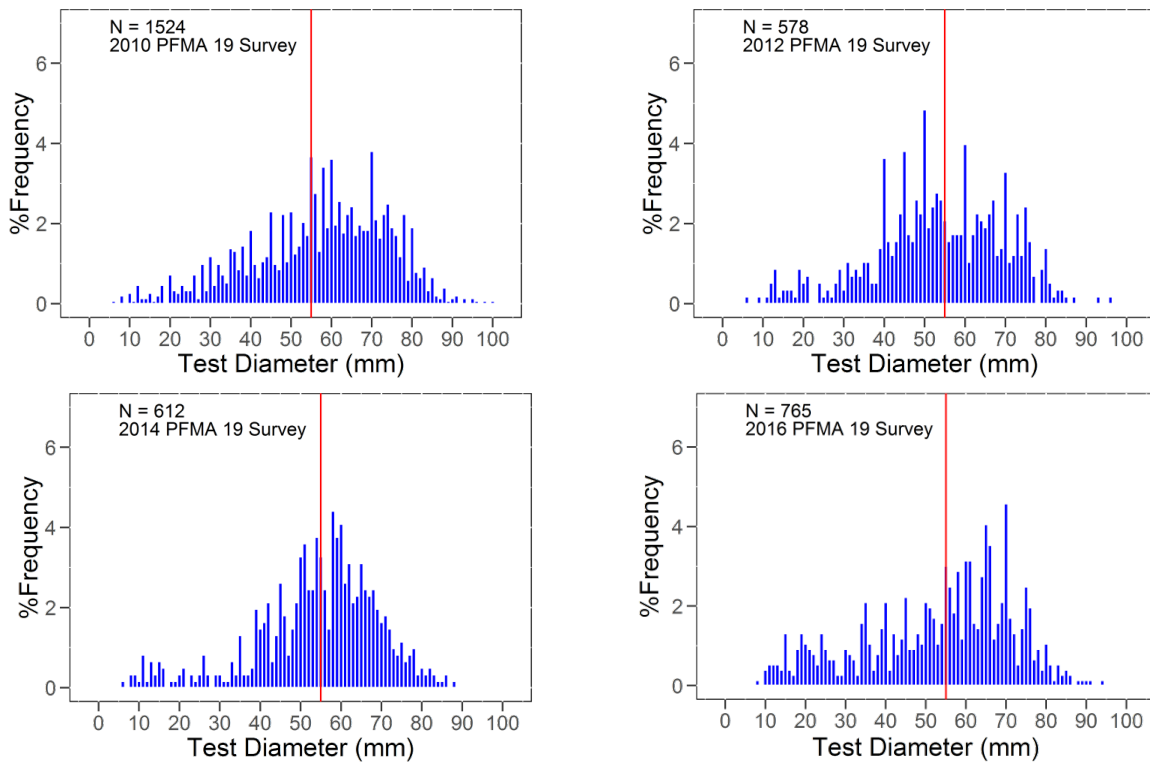 N = 1524
2010 PFMA 19 Survey
%Frequency
6
4
2
0
0 10 20 30 40 50 60 70 80 90 100
Test Diameter (mm)
N = 578
2012 PFMA 19 Survey
%Frequency
6
4
2
0
0 10 20 30 40 50 60 70 80 90 100
Test Diameter (mm)
N = 612
2014 PFMA 19 Survey
%Frequency
6
4
2
0
0 10 20 30 40 50 60 70 80 90 100
Test Diameter (mm)
N = 765
2016 PFMA 19 Survey
%Frequency
6
4
2
0
0 10 20 30 40 50 60 70 80 90 100
Test Diameter (mm)